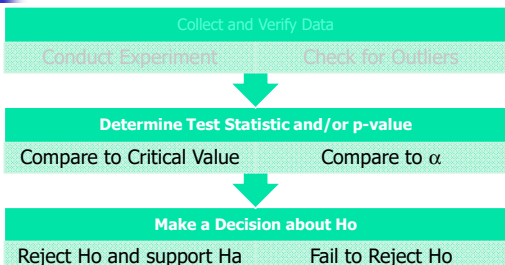 Collect and Verify Data
Conduct Experiment Check for Outliers
Determine Test Statistic and/or p-value
Compare to Critical Value Compare to α
Make a Decision about Ho
Reject Ho and support Ha Fail to Reject Ho